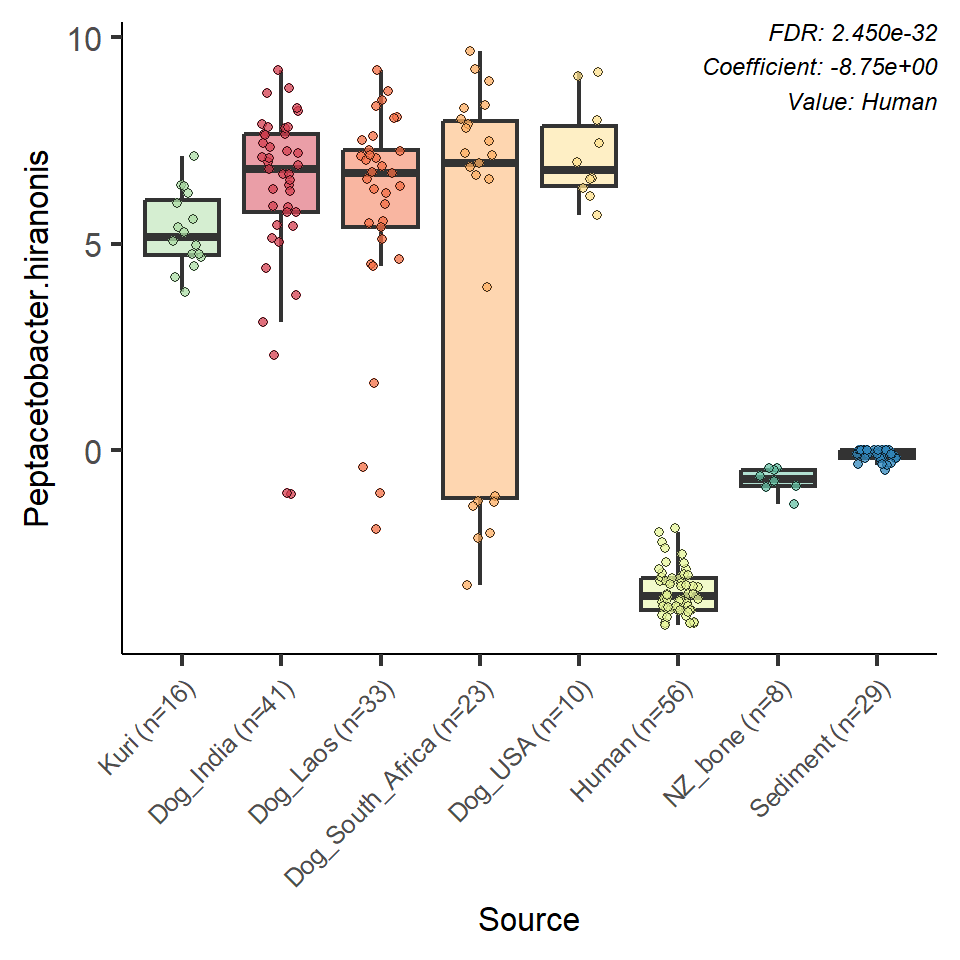 FDR: 2.450e-32
Coefficient: -8.75e+00
Value: Human
Peptacetobacter.hiranonis
10
5
0
Kuri (n=16)
Dog_India (n=41)
Dog_Laos (n=33)
Dog_South_Africa (n=23)
Dog_USA (n=10)
Human (n=56)
NZ_bone (n=8)
Sediment (n=29)
Source